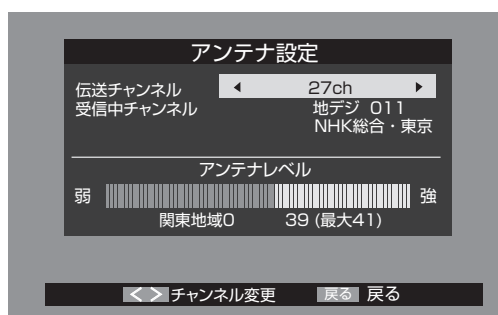 アンテナ設定
伝送チャンネル 27ch
受信中チャンネル 地デジ 011
NHK総合・東京
アンテナレベル
弱 強
関東地域0 39 (最大41)
チャンネル変更 戻る 戻る